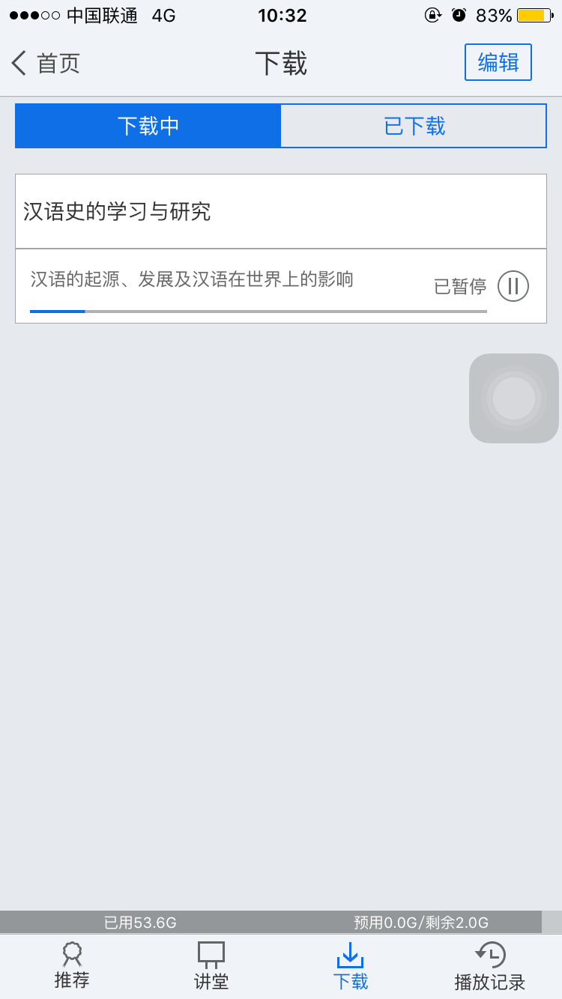 中国联通 4G 10:32 83%
首页 下载 编辑
下载中 已下载
汉语史的学习与研究
汉语的起源、发展及汉语在世界上的影响
已暂停
已用53.6G 预用0.0G/剩余2.0G
推荐 讲堂 下载 播放记录